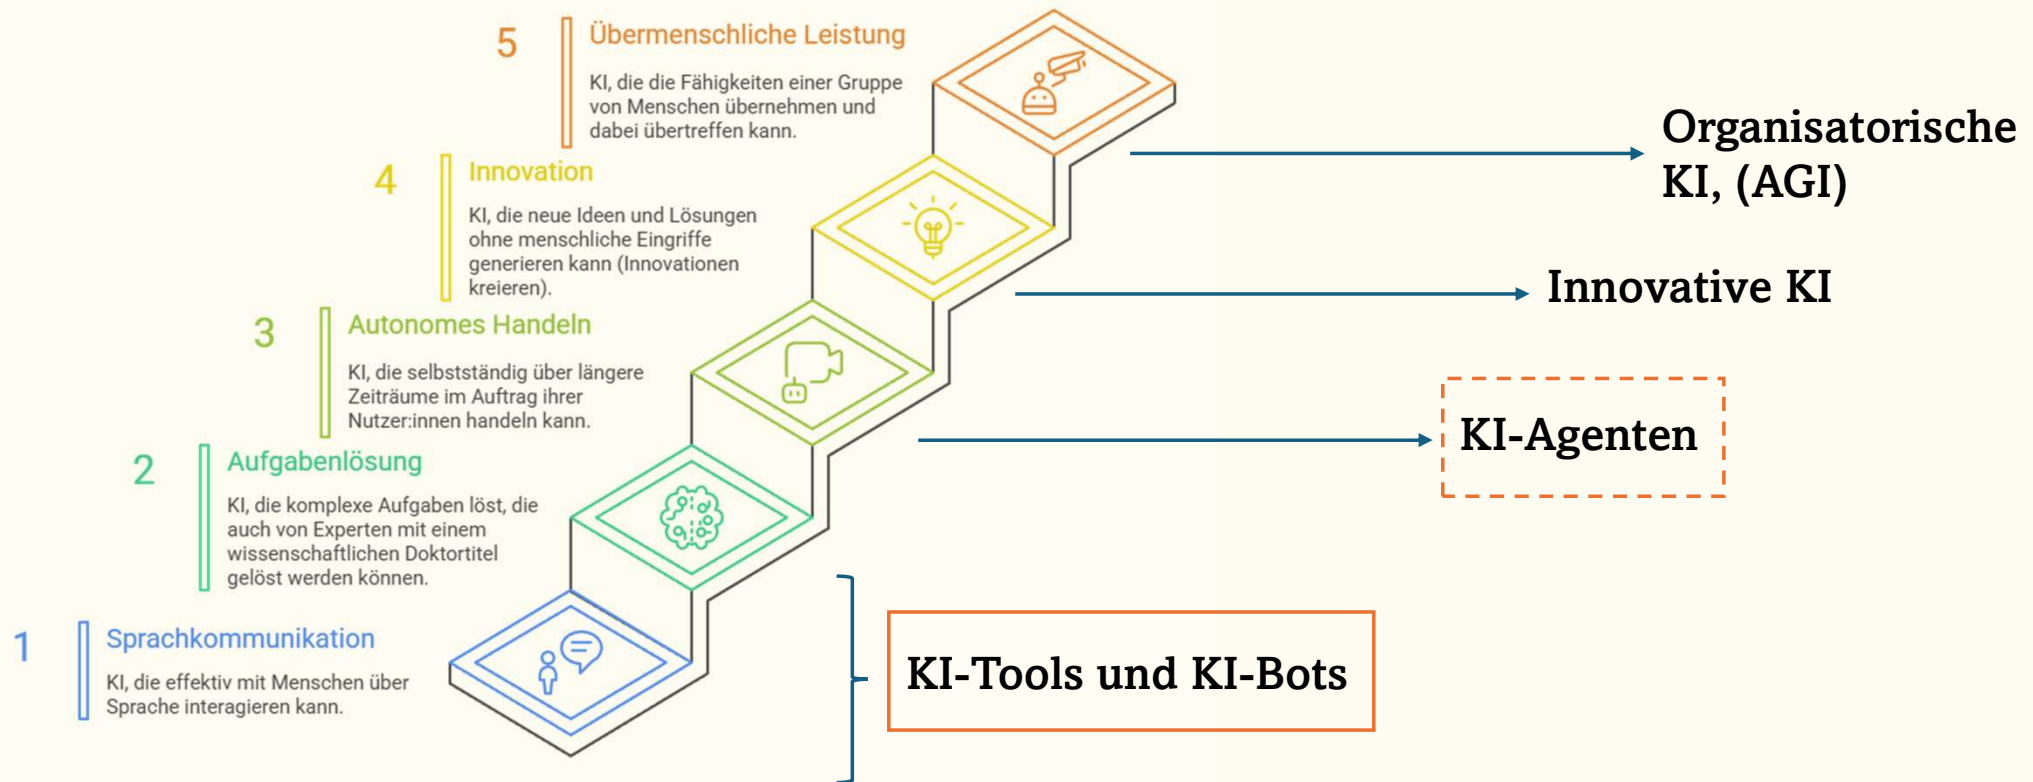 5
Übermenschliche Leistung
KI, die die Fähigkeiten einer Gruppe
von Menschen übernehmen und
dabei übertreffen kann.
4
Innovation
KI, die neue Ideen und Lösungen
ohne menschliche Eingriffe
generieren kann (Innovationen
kreieren).
3
Autonomes Handeln
KI, die selbstständig über längere
Zeiträume im Auftrag ihrer
Nutzer:innen handeln kann.
2
Aufgabenlösung
KI, die komplexe Aufgaben löst, die
auch von Experten mit einem
wissenschaftlichen Doktortitel
gelöst werden können.
1
Sprachkommunikation
KI, die effektiv mit Menschen über
Sprache interagieren kann.
Organisatorische
KI, (AGI)
Innovative KI
KI-Agenten
KI-Tools und KI-Bots